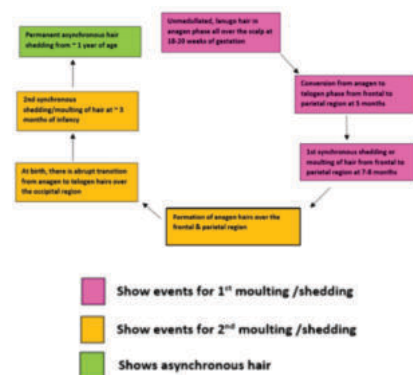 Permanent asynchronous hair
shedding from ~ 1 year of age
Unmedullated, lanugo hair in
anagen phase all over the scalp at
18-20 weeks of gestation
2nd synchronous
shedding/moulting of hair at ~ 3
months of infancy
Conversion from anagen to
telogen phase from frontal to
parietal region at 5 months
At birth, there is abrupt transition
from anagen to telogen hairs over
the occipital region
1st synchronous shedding or
moulting of hair from frontal to
parietal region at 7-8 months
Formation of anagen hairs over the
frontal & parietal region
Show events for 1st moulting /shedding
Show events for 2nd moulting /shedding
Shows asynchronous hair